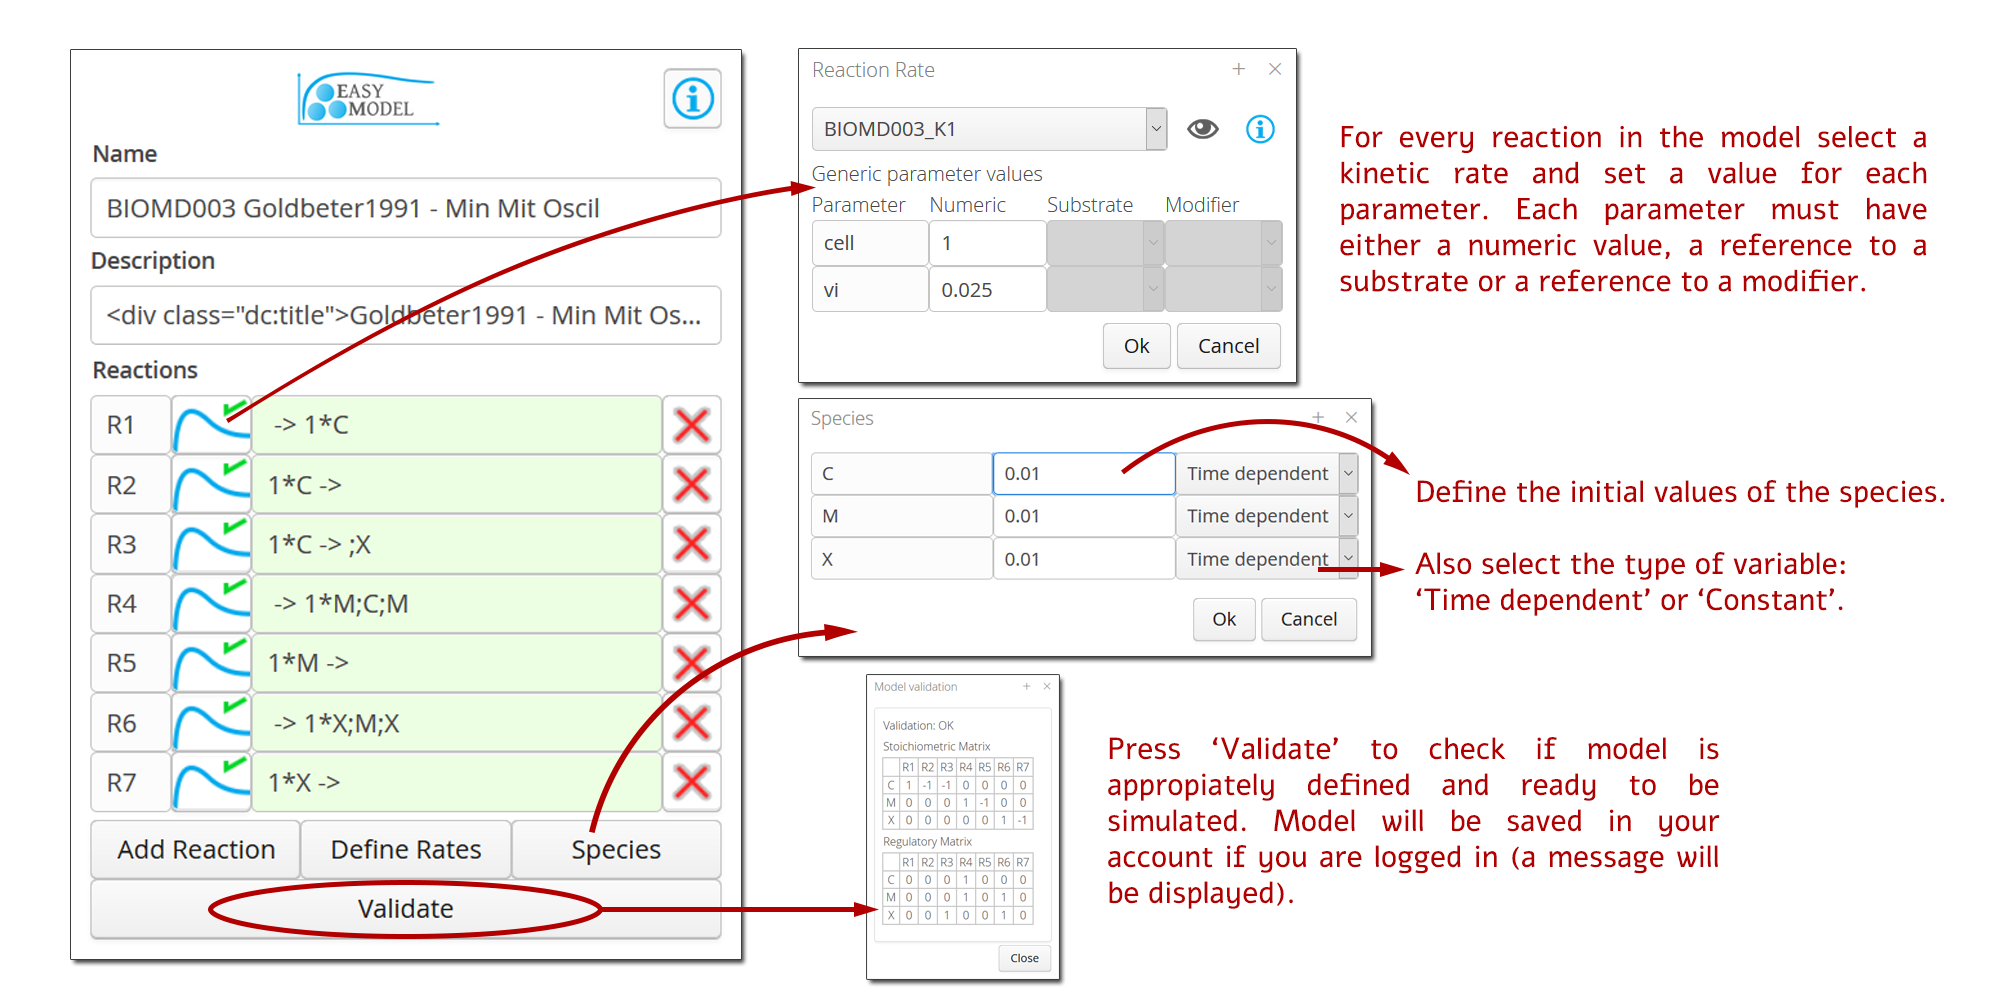 EASY
MODEL
Name
BIOMD003 Goldbeter1991 - Min Mit Oscil
Description
<div class="dc:title">Goldbeter1991 - Min Mit Os...
Reactions
R1 -> 1*C
R2 1*C ->
R3 1*C -> ;X
R4 -> 1*M;C;M
R5 1*M ->
R6 -> 1*X;M;X
R7 1*X ->
Add Reaction Define Rates Species
Validate
Reaction Rate
BIOMD003_K1
Generic parameter values
Parameter Numeric Substrate Modifier
cell 1
vi 0.025
Ok Cancel
For every reaction in the model select a
kinetic rate and set a value for each
parameter. Each parameter must have
either a numeric value, a reference to a
substrate or a reference to a modifier.
Species
C 0.01 Time dependent
M 0.01 Time dependent
X 0.01 Time dependent
Ok Cancel
Define the initial values of the species.
Also select the type of variable:
‘Time dependent’ or ‘Constant’.
Model validation
Validation: OK
Stoichiometric Matrix
R1 R2 R3 R4 R5 R6 R7
C 1 -1 -1 0 0 0 0
M 0 0 0 1 -1 0 0
X 0 0 0 0 0 1 -1
Regulatory Matrix
R1 R2 R3 R4 R5 R6 R7
C 0 0 0 1 0 0 0
M 0 0 0 1 0 1 0
X 0 0 1 0 0 1 0
Close
Press ‘Validate’ to check if model is
appropiately defined and ready to be
simulated. Model will be saved in your
account if you are logged in (a message will
be displayed).